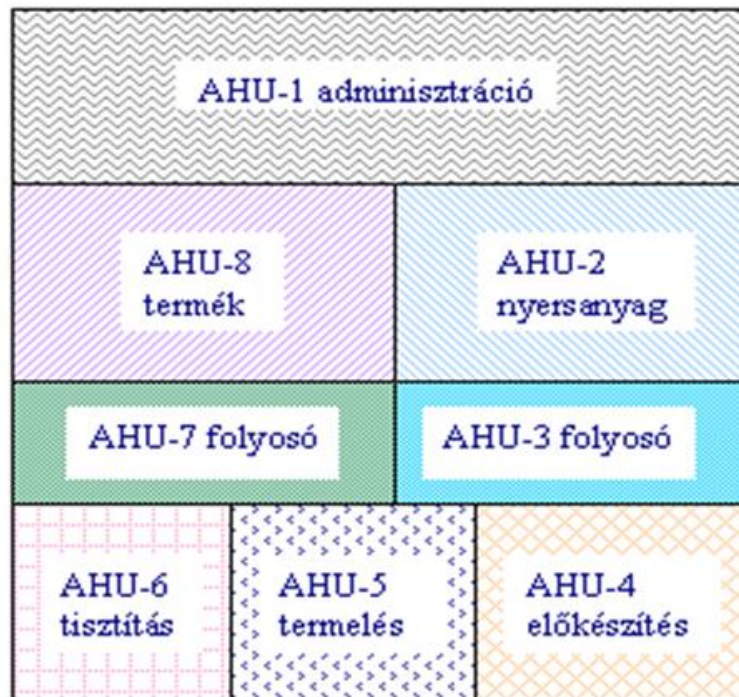 AHU-1 adminisztráció
AHU-8
termék
AHU-2
nyersanyag
AHU-7 folyosó
AHU-3 folyosó
AHU-6
tisztítás
AHU-5
termelés
AHU-4
előkészítés